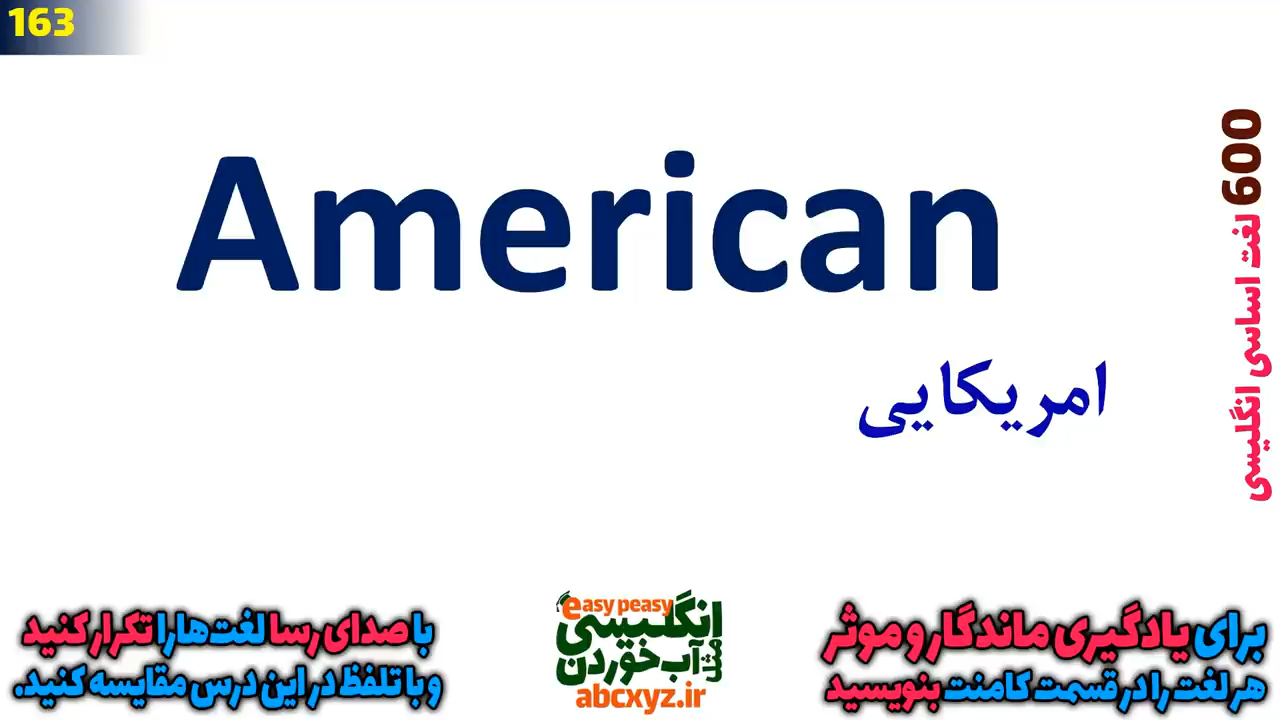 163
American
امریکایی
600 لغت اساسی انگلیسی
برای یادگیری ماندگار و موثر
هر لغت را در قسمت کامنت بنویسید
easy peasy
انگلیسی
مثل آب خوردن
abcxyz.ir
با صدای رسا لغت‌ها را تکرار کنید
و با تلفظ در این درس مقایسه کنید.